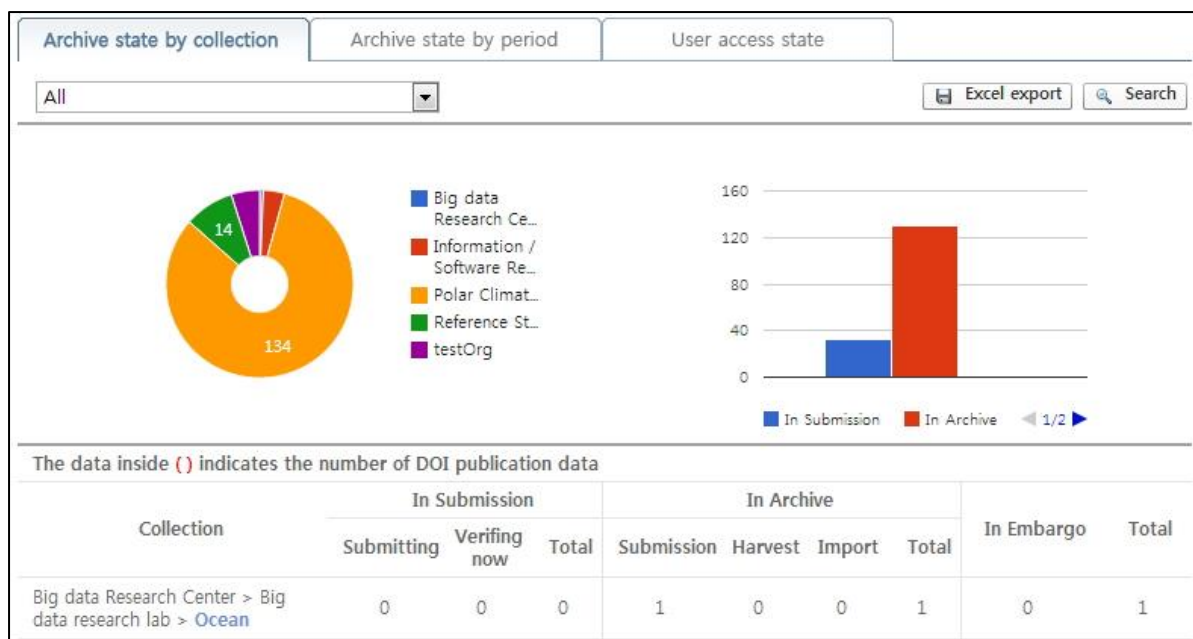 Archive state by collection
Archive state by period
User access state
All
Excel export
Search
14
134
Big data
Research Ce...
Information /
Software Re...
Polar Climat...
Reference St...
testOrg
160
120
80
40
0
In Submission
In Archive
1/2
The data inside ( ) indicates the number of DOI publication data
Collection
In Submission
In Archive
In Embargo
Total
Submitting
Verifing
now
Total
Submission
Harvest
Import
Total
Big data Research Center > Big
data research lab > Ocean
0
0
0
1
0
0
1
0
1